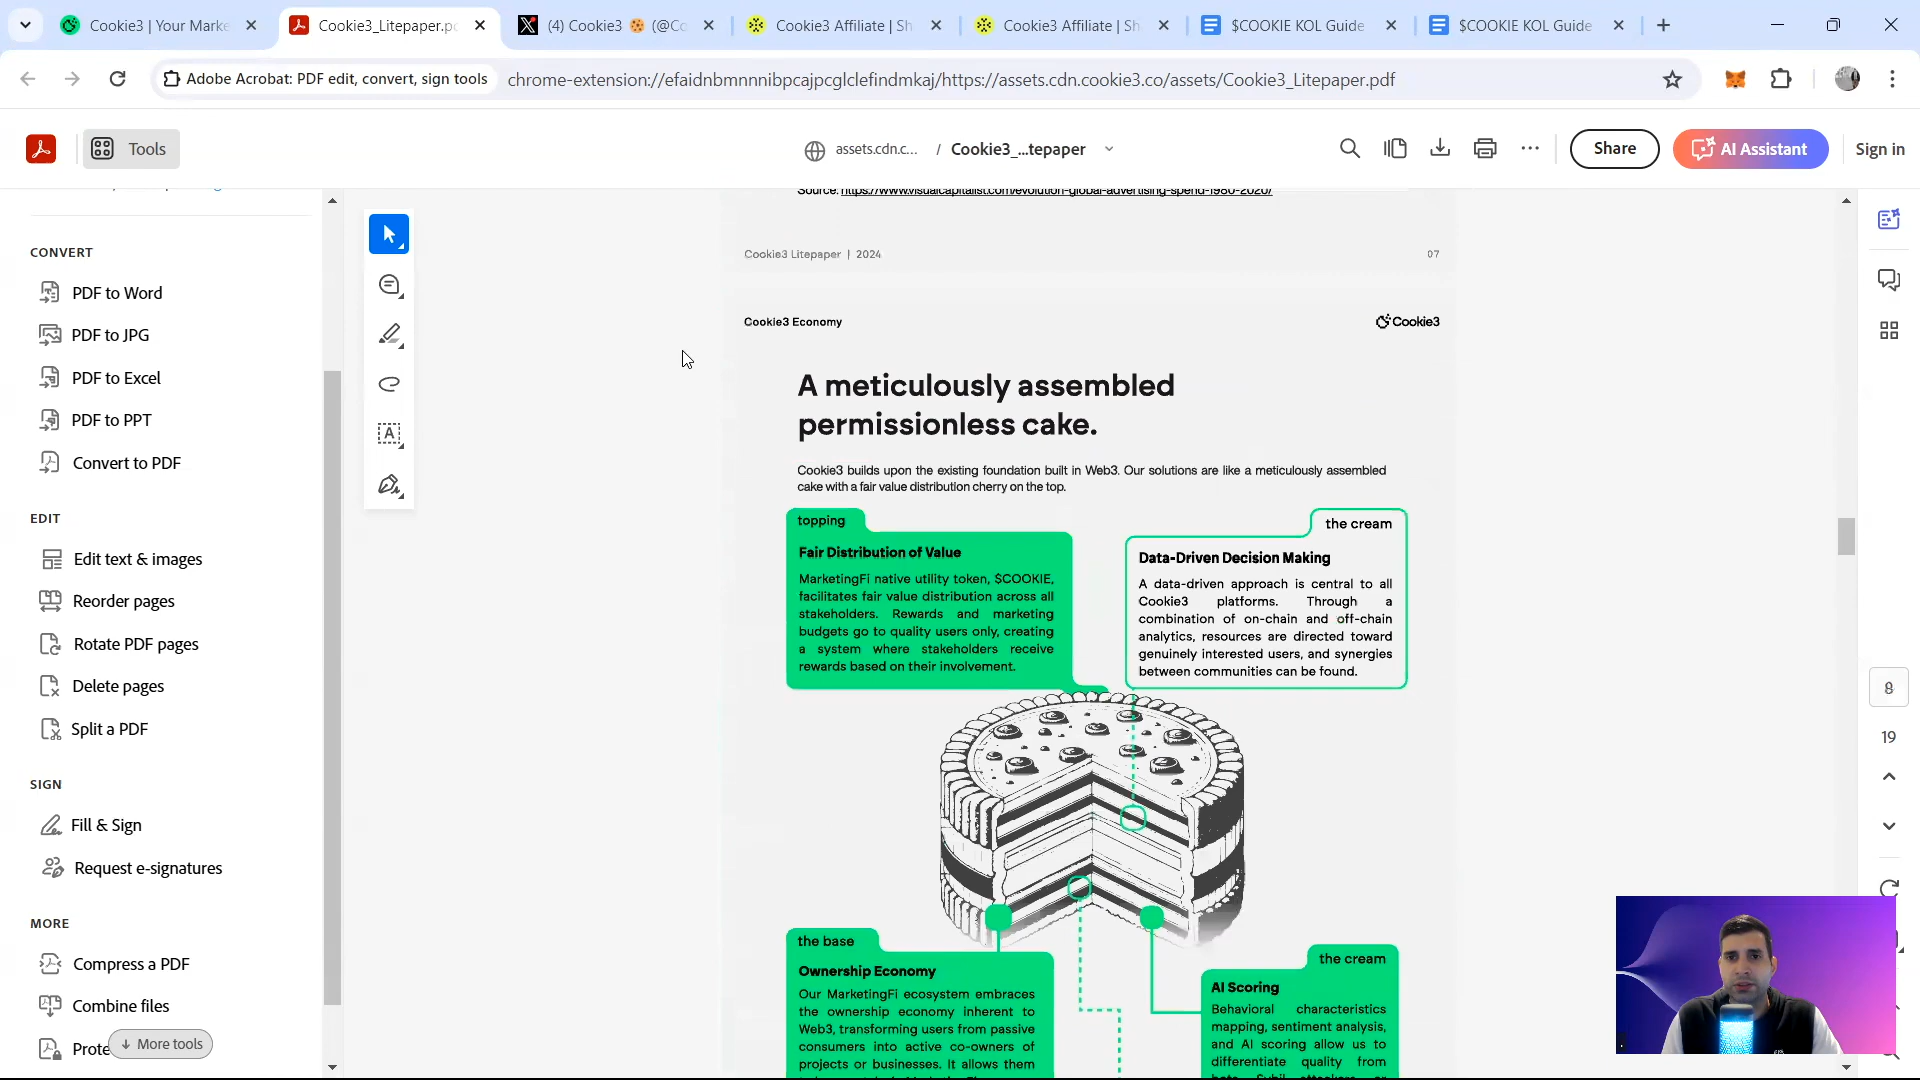 Cookie3 | Your Marke
Cookie3_Litepaper.pc
(4) Cookie3 🍪 (@Co
Cookie3 Affiliate | Sh
Cookie3 Affiliate | Sh
$COOKIE KOL Guide
$COOKIE KOL Guide
Adobe Acrobat: PDF edit, convert, sign tools
chrome-extension://efaidnbmnnnibpcajpcglclefindmkaj/https://assets.cdn.cookie3.co/assets/Cookie3_Litepaper.pdf
Tools
assets.cdn.c... / Cookie3_...tepaper
Share
AI Assistant
Sign in
CONVERT
PDF to Word
PDF to JPG
PDF to Excel
PDF to PPT
Convert to PDF
EDIT
Edit text & images
Reorder pages
Rotate PDF pages
Delete pages
Split a PDF
SIGN
Fill & Sign
Request e-signatures
MORE
Compress a PDF
Combine files
Prote
More tools
Source: https://www.visualcapitalist.com/evolution-global-advertising-spend-1980-2020/
Cookie3 Litepaper | 2024
07
Cookie3 Economy
Cookie3
A meticulously assembled
permissionless cake.
Cookie3 builds upon the existing foundation built in Web3. Our solutions are like a meticulously assembled
cake with a fair value distribution cherry on the top.
topping
Fair Distribution of Value
MarketingFi native utility token, $COOKIE,
facilitates fair value distribution across all
stakeholders. Rewards and marketing
budgets go to quality users only, creating
a system where stakeholders receive
rewards based on their involvement.
the cream
Data-Driven Decision Making
A data-driven approach is central to all
Cookie3 platforms. Through a
combination of on-chain and off-chain
analytics, resources are directed toward
genuinely interested users, and synergies
between communities can be found.
the base
Ownership Economy
Our MarketingFi ecosystem embraces
the ownership economy inherent to
Web3, transforming users from passive
consumers into active co-owners of
projects or businesses. It allows them
the cream
AI Scoring
Behavioral characteristics
mapping, sentiment analysis,
and AI scoring allow us to
differentiate quality from
8
19